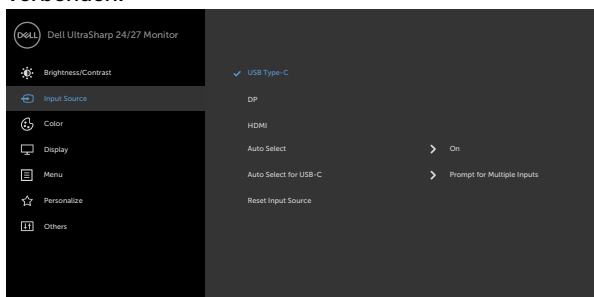 DELL Dell UltraSharp 24/27 Monitor
Brightness/Contrast
USB Type-C
Input Source
DP
Color
HDMI
Display
Auto Select On
Menu
Auto Select for USB-C Prompt for Multiple Inputs
Personalize
Reset Input Source
Others